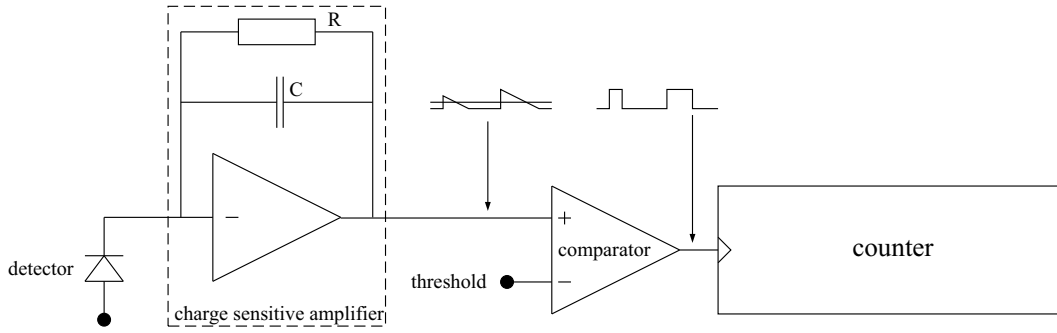 R
C
−
+
comparator
counter
detector
threshold
−
charge sensitive amplifier